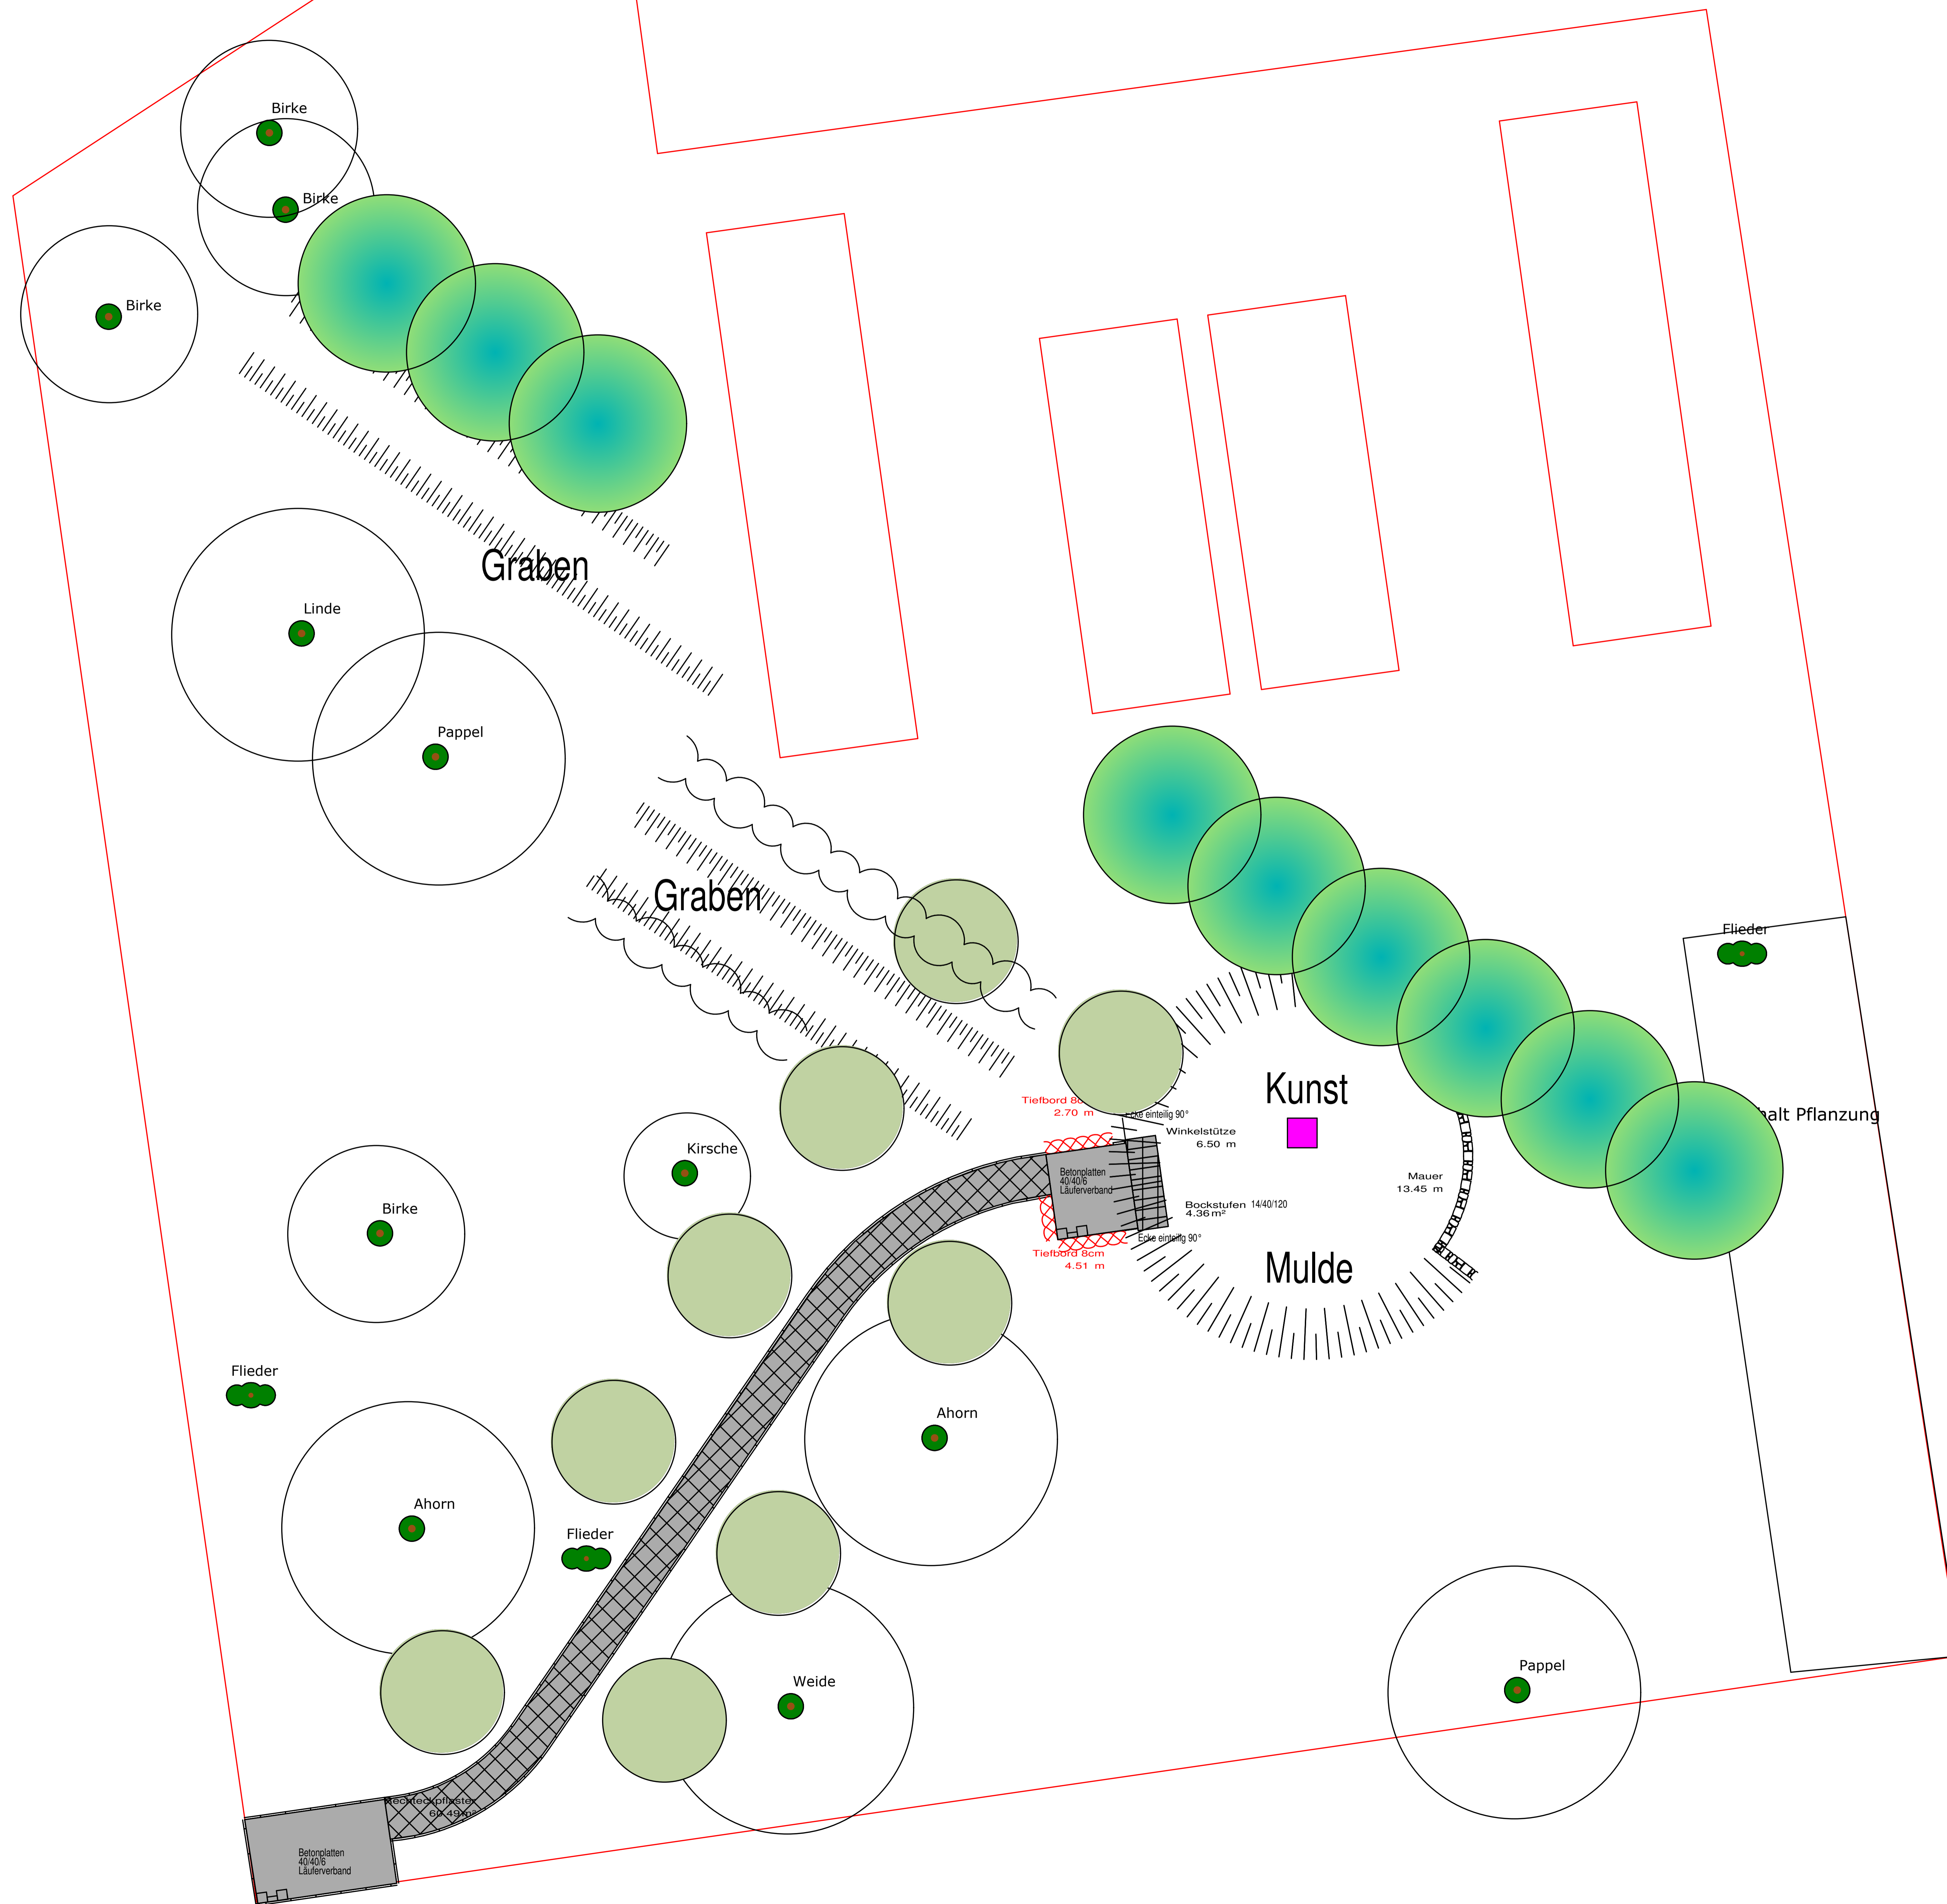 Birke
Birke
Birke
Graben
Linde
Pappel
Graben
Flieder
Kunst
Tiefbord
2.70 m
Ecke einteilig 90°
Pflanzung
Winkelstütze
6.50 m
Kirsche
Betonplatten
40/40/6
Läuferverband
Mauer
13.45 m
Bockstufen 14/40/120
4.36 m²
Birke
Ecke einteilig 90°
Tiefbord 8cm
4.51 m
Mulde
Flieder
Ahorn
Ahorn
Flieder
Weide
Pappel
60.49 m²
Betonplatten
40/40/6
Läuferverband